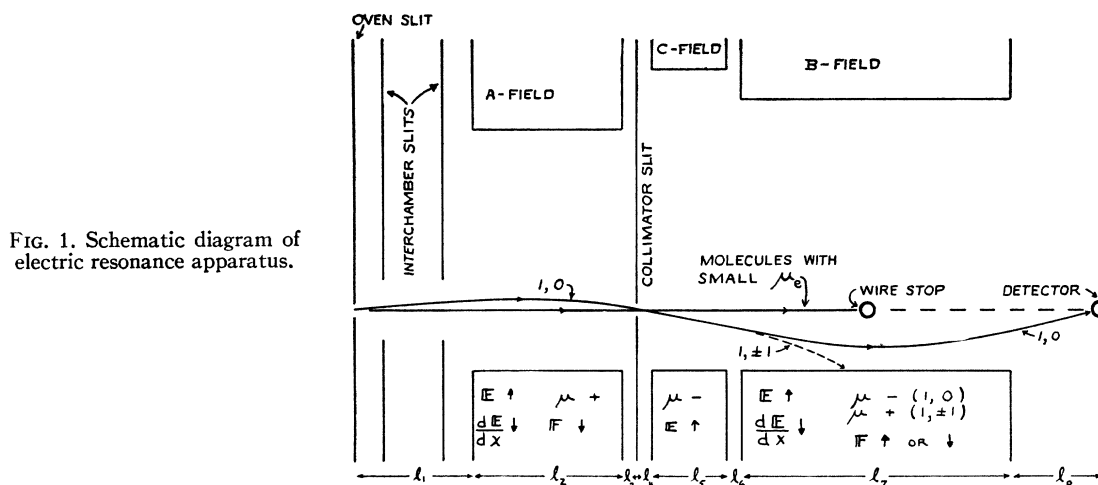 OVEN SLIT
C-FIELD
B-FIELD
A-FIELD
INTERCHAMBER SLITS
COLLIMATOR SLIT
FIG. 1. Schematic diagram of
electric resonance apparatus.
MOLECULES WITH
SMALL μe
WIRE STOP
DETECTOR
1,0
1,±1
1,0
E ↑ μ +
dE/dX ↓ F ↓
μ -
E ↑
E ↑ μ - (1,0)
μ + (1,±1)
dE/dX ↓ F ↑ OR ↓
l1 l2 l3 l4 l5 l6 l7 l8